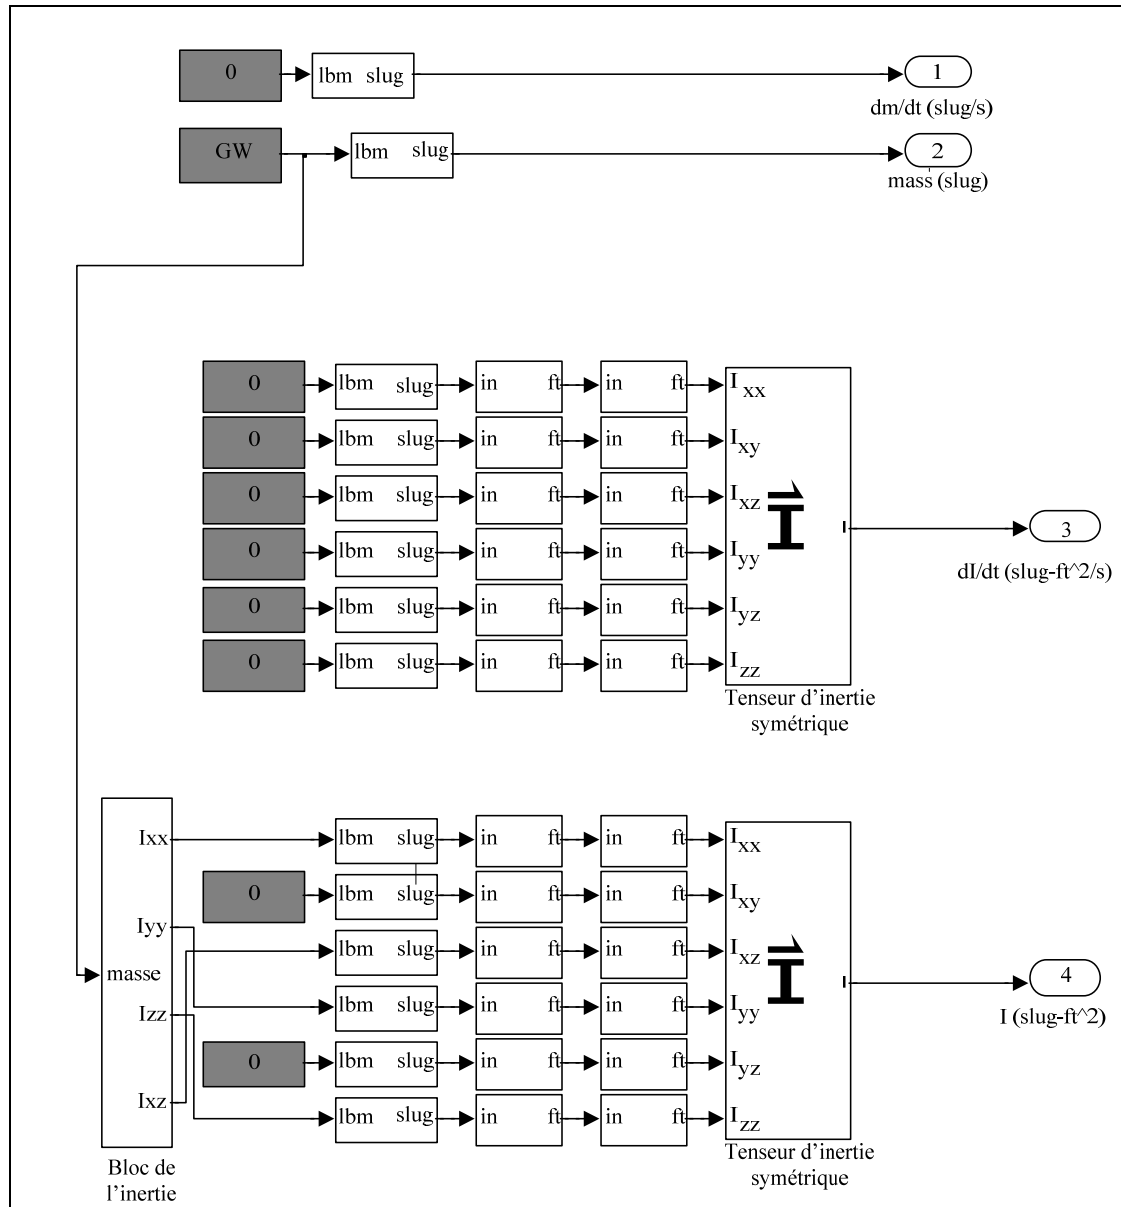 0 lbm slug 1
dm/dt (slug/s)
GW lbm slug 2
mass (slug)
0 lbm slug in ft in ft I xx
0 lbm slug in ft in ft I xy
0 lbm slug in ft in ft I xz
0 lbm slug in ft in ft I yy
0 lbm slug in ft in ft I yz
0 lbm slug in ft in ft I zz
I
I
3
dI/dt (slug-ft^2/s)
Tenseur d'inertie
symétrique
Ixx lbm slug in ft in ft I xx
0 lbm slug in ft in ft I xy
Iyy lbm slug in ft in ft I xz
masse
Izz lbm slug in ft in ft I yy
0 lbm slug in ft in ft I yz
Ixz lbm slug in ft in ft I zz
I
I
4
I (slug-ft^2)
Bloc de
l'inertie
Tenseur d'inertie
symétrique